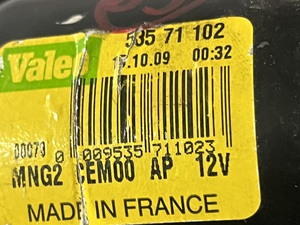 Valeo 535 71 102
15.10.09 00:32
00073 0 009535 711023
MNG2 CEM00 AP 12V
MADE IN FRANCE